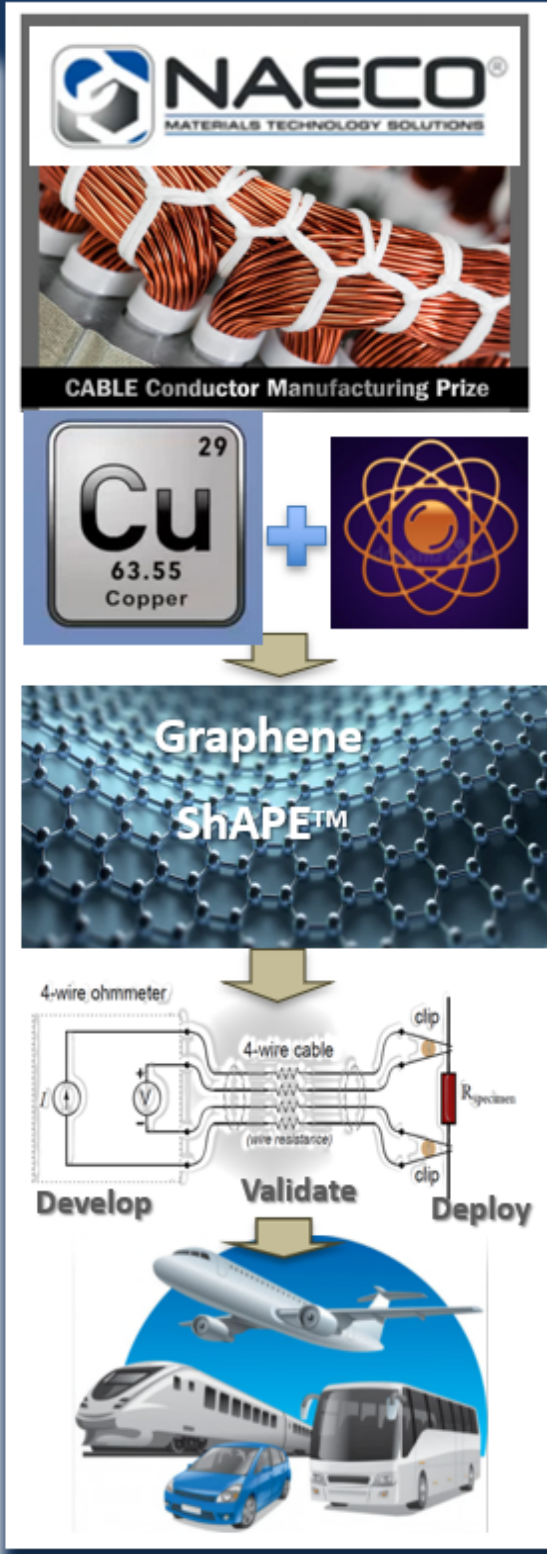 NAECO®
MATERIALS TECHNOLOGY SOLUTIONS
CABLE Conductor Manufacturing Prize
29
Cu
63.55
Copper
Graphene
ShAPE™
4-wire ohmmeter
clip
4-wire cable
I
+
V
-
Rspecimen
(wire resistance)
clip
Develop
Validate
Deploy